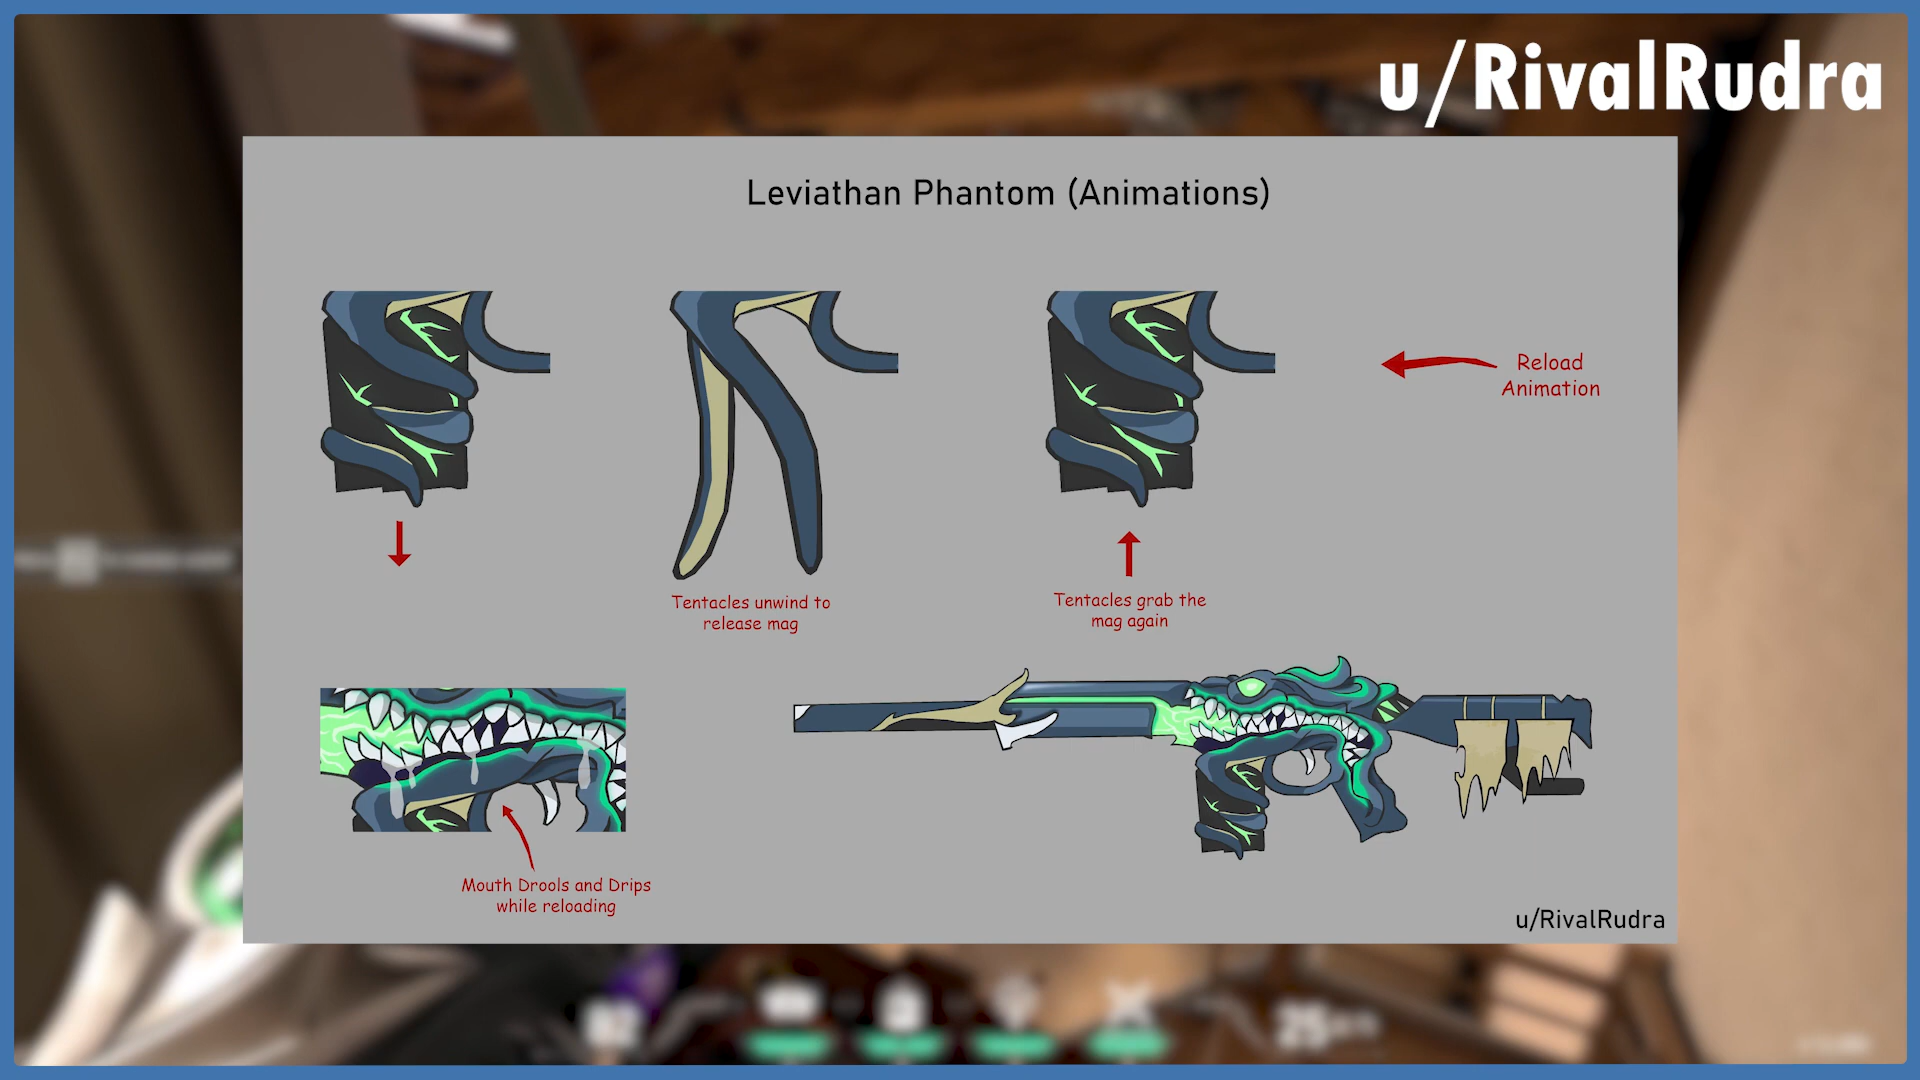 u/RivalRudra
Leviathan Phantom (Animations)
Reload
Animation
Tentacles unwind to
release mag
Tentacles grab the
mag again
Mouth Drools and Drips
while reloading
u/RivalRudra